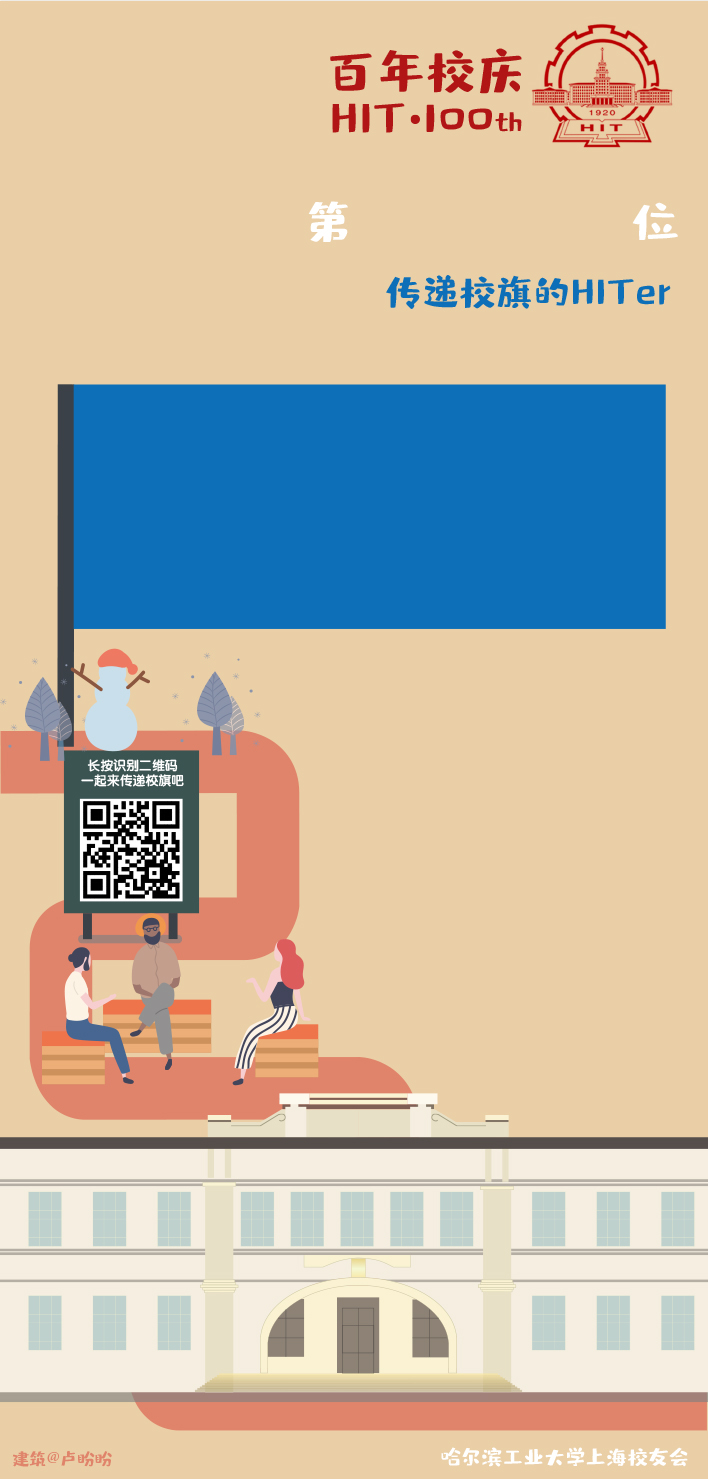 百年校庆
HIT·100th
1920
HIT
第 位
传递校旗的HITer
长按识别二维码
一起来传递校旗吧
建筑@卢盼盼
哈尔滨工业大学上海校友会